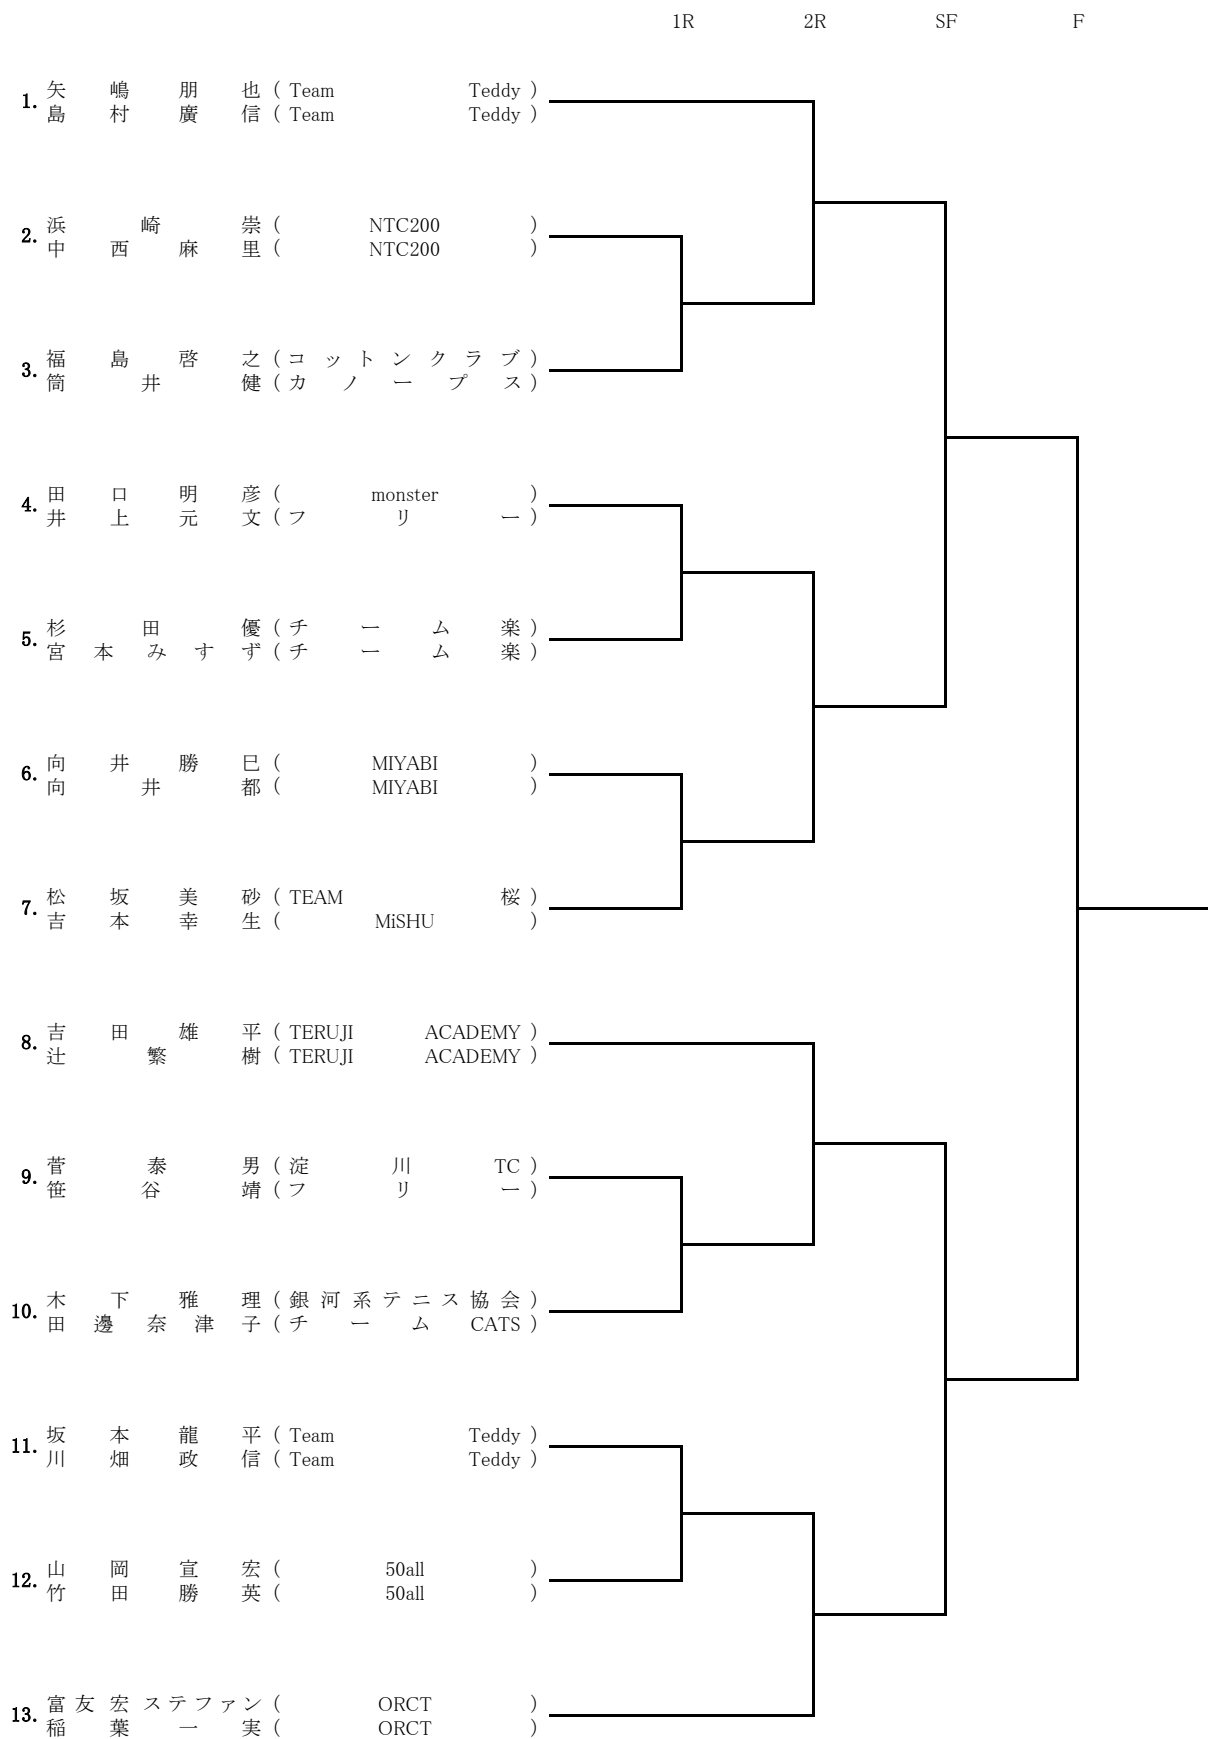 1R 2R SF F
矢嶋朋也 ( Team Teddy )
1.
島村廣信 ( Team Teddy )
浜崎崇 ( NTC200 )
2.
中西麻里 ( NTC200 )
福島啓之 ( コットンクラブ )
3.
筒井健 ( カノープス )
田口明彦 ( monster )
4.
井上元文 ( フリー )
杉田優 ( チーム楽 )
5.
宮本みすず ( チーム楽 )
向井勝巳 ( MIYABI )
6.
向井都 ( MIYABI )
松坂美砂 ( TEAM 桜 )
7.
吉本幸生 ( MiSHU )
吉田雄平 ( TERUJI ACADEMY )
8.
辻繁樹 ( TERUJI ACADEMY )
菅泰男 ( 淀川TC )
9.
笹谷靖 ( フリー )
木下雅理 ( 銀河系テニス協会 )
10.
田邊奈津子 ( チームCATS )
坂本龍平 ( Team Teddy )
11.
川畑政信 ( Team Teddy )
山岡宣宏 ( 50all )
12.
竹田勝英 ( 50all )
富友宏ステファン ( ORCT )
13.
稲葉一実 ( ORCT )